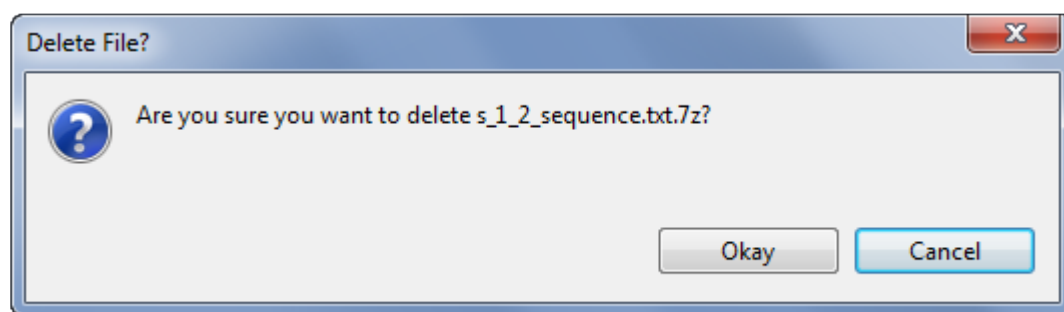 Delete File?
Are you sure you want to delete s_1_2_sequence.txt.7z?
Okay
Cancel